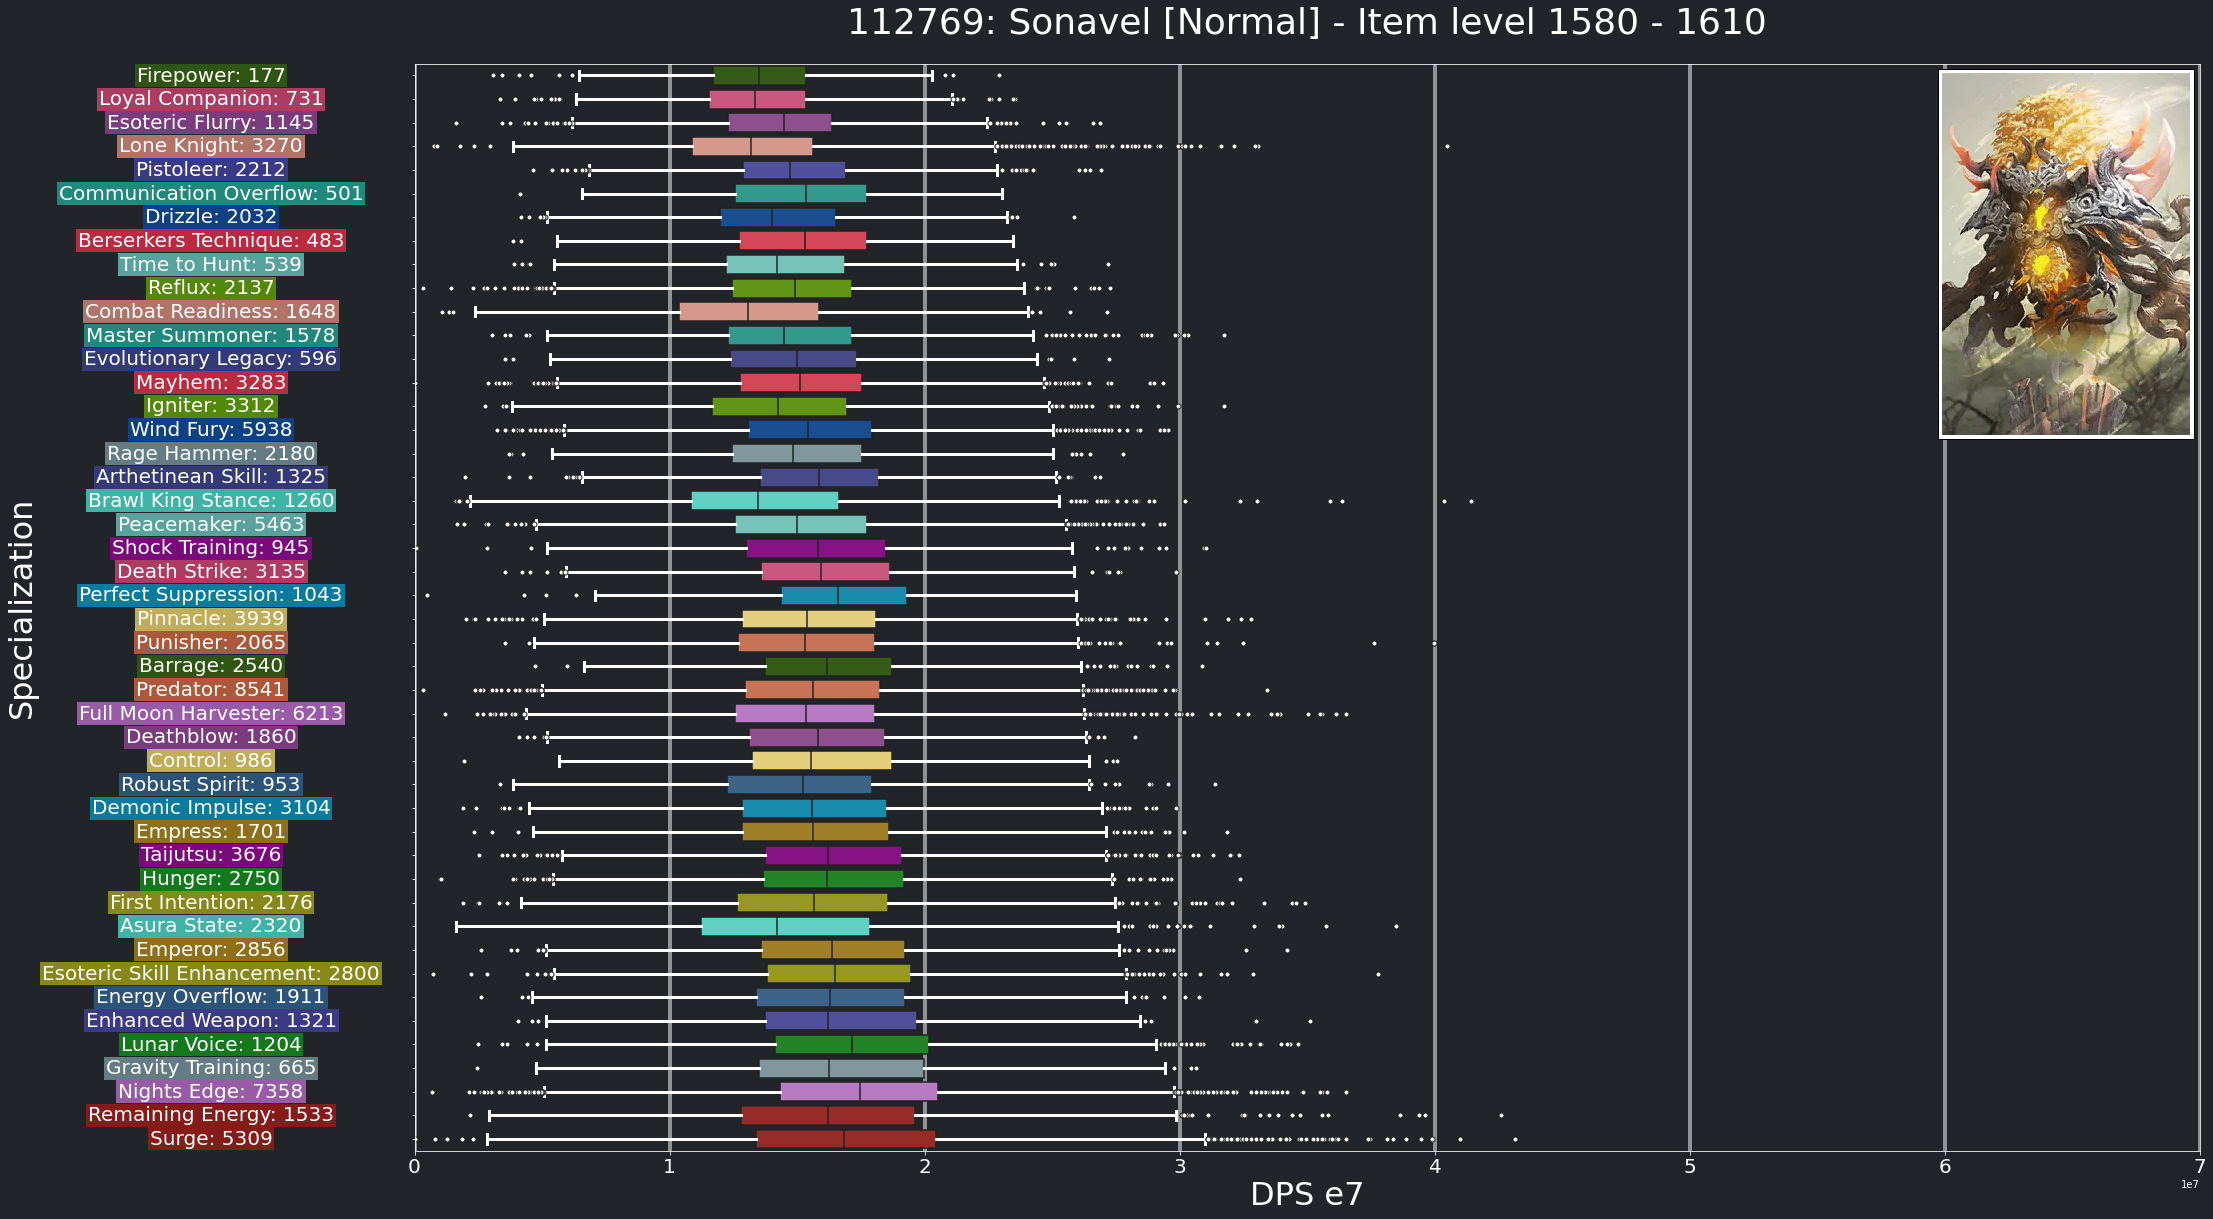 112769: Sonavel [Normal] - Item level 1580 - 1610
Firepower: 177
Loyal Companion: 731
Esoteric Flurry: 1145
Lone Knight: 3270
Pistoleer: 2212
Communication Overflow: 501
Drizzle: 2032
Berserkers Technique: 483
Time to Hunt: 539
Reflux: 2137
Combat Readiness: 1648
Master Summoner: 1578
Evolutionary Legacy: 596
Mayhem: 3283
Igniter: 3312
Wind Fury: 5938
Rage Hammer: 2180
Arthetinean Skill: 1325
Brawl King Stance: 1260
Peacemaker: 5463
Shock Training: 945
Death Strike: 3135
Perfect Suppression: 1043
Pinnacle: 3939
Punisher: 2065
Barrage: 2540
Predator: 8541
Full Moon Harvester: 6213
Deathblow: 1860
Control: 986
Robust Spirit: 953
Demonic Impulse: 3104
Empress: 1701
Taijutsu: 3676
Hunger: 2750
First Intention: 2176
Asura State: 2320
Emperor: 2856
Esoteric Skill Enhancement: 2800
Energy Overflow: 1911
Enhanced Weapon: 1321
Lunar Voice: 1204
Gravity Training: 665
Nights Edge: 7358
Remaining Energy: 1533
Surge: 5309
Specialization
0 1 2 3 4 5 6 7
1e7
DPS e7